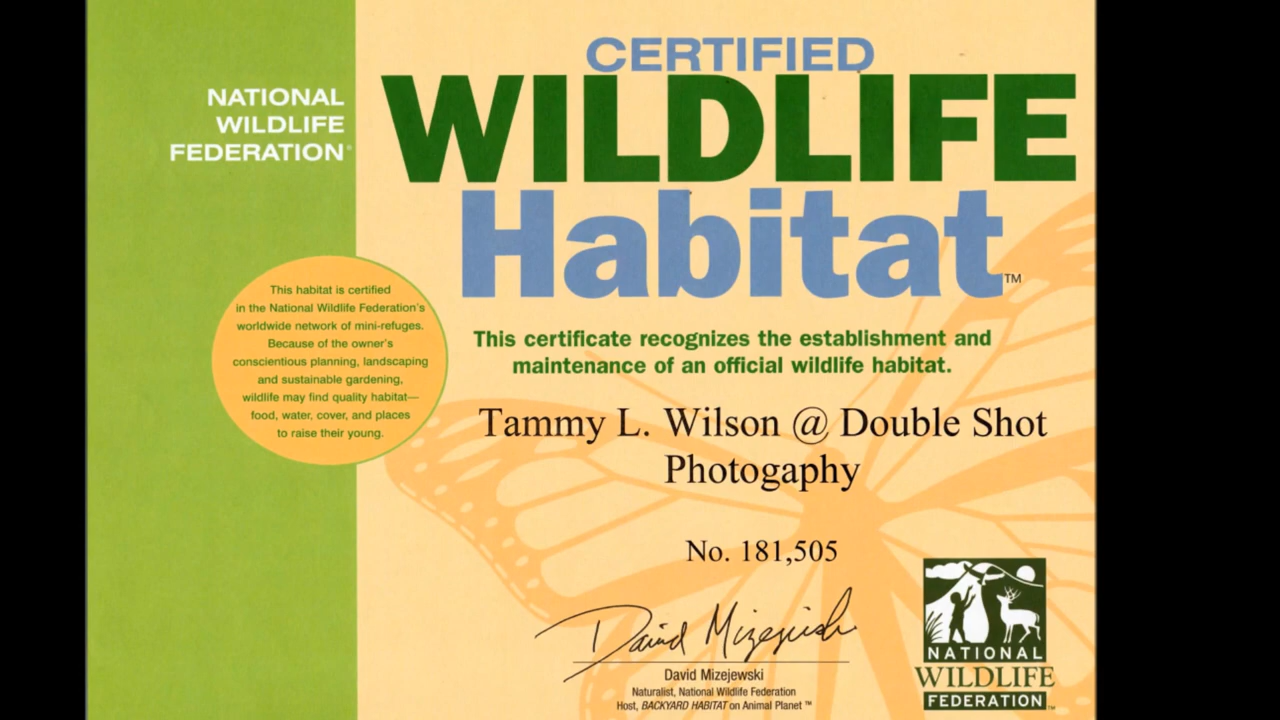 NATIONAL
WILDLIFE
FEDERATION®
CERTIFIED
WILDLIFE
Habitat™
This habitat is certified
in the National Wildlife Federation's
worldwide network of mini-refuges.
Because of the owner's
conscientious planning, landscaping
and sustainable gardening,
wildlife may find quality habitat—
food, water, cover, and places
to raise their young.
This certificate recognizes the establishment and
maintenance of an official wildlife habitat.
Tammy L. Wilson @ Double Shot
Photogaphy
No. 181,505
David Mizejewski
David Mizejewski
Naturalist, National Wildlife Federation
Host, BACKYARD HABITAT on Animal Planet ™
NATIONAL
WILDLIFE
FEDERATION™